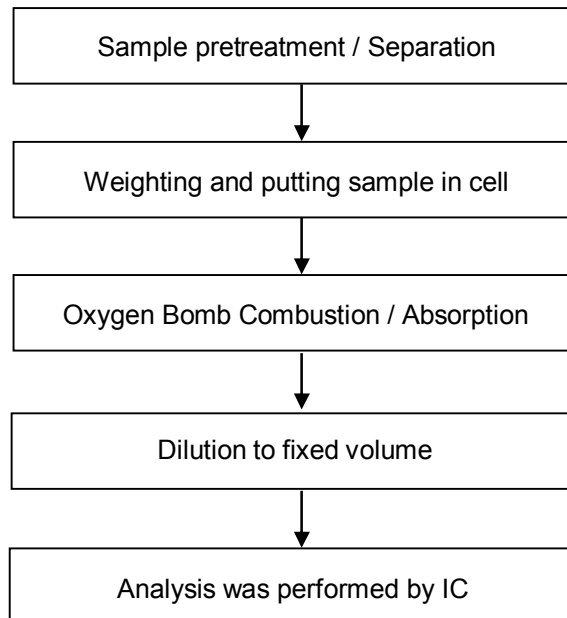 Sample pretreatment / Separation
Weighting and putting sample in cell
Oxygen Bomb Combustion / Absorption
Dilution to fixed volume
Analysis was performed by IC